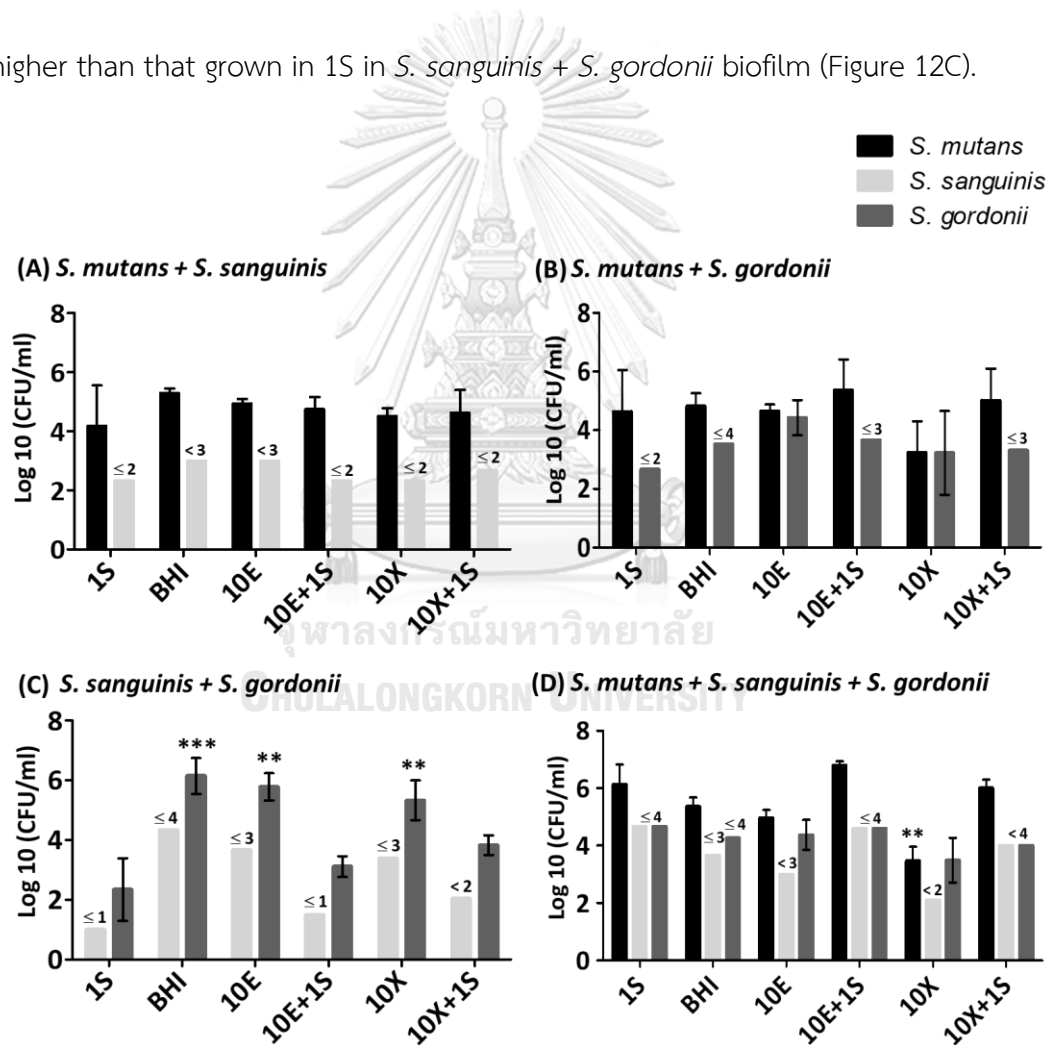 higher than that grown in 1S in S. sanguinis + S. gordonii biofilm (Figure 12C).
S. mutans
S. sanguinis
S. gordonii
(A) S. mutans + S. sanguinis
Log 10 (CFU/ml)
8
6
4
2
0
≤ 2
< 3
< 3
≤ 2
≤ 2
≤ 2
1S
BHI
10E
10E+1S
10X
10X+1S
(B) S. mutans + S. gordonii
Log 10 (CFU/ml)
8
6
4
2
0
≤ 2
≤ 4
≤ 3
≤ 3
1S
BHI
10E
10E+1S
10X
10X+1S
จุฬาลงกรณ์มหาวิทยาลัย
CHULALONGKORN UNIVERSITY
(C) S. sanguinis + S. gordonii
Log 10 (CFU/ml)
8
6
4
2
0
≤ 1
≤ 4
***
≤ 3
**
≤ 1
≤ 3
**
< 2
1S
BHI
10E
10E+1S
10X
10X+1S
(D) S. mutans + S. sanguinis + S. gordonii
Log 10 (CFU/ml)
8
6
4
2
0
≤ 4
≤ 3
≤ 4
< 3
≤ 4
**
< 2
< 4
1S
BHI
10E
10E+1S
10X
10X+1S